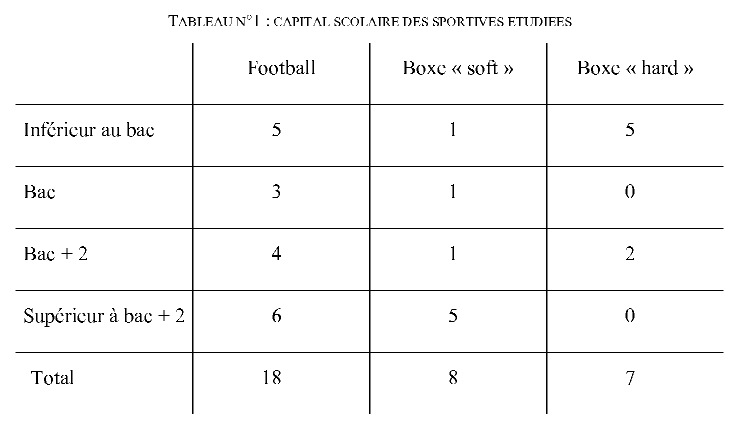 TABLEAU N°1 : CAPITAL SCOLAIRE DES SPORTIVES ETUDIEES
Football Boxe « soft » Boxe « hard »
Inférieur au bac 5 1 5
Bac 3 1 0
Bac + 2 4 1 2
Supérieur à bac + 2 6 5 0
Total 18 8 7